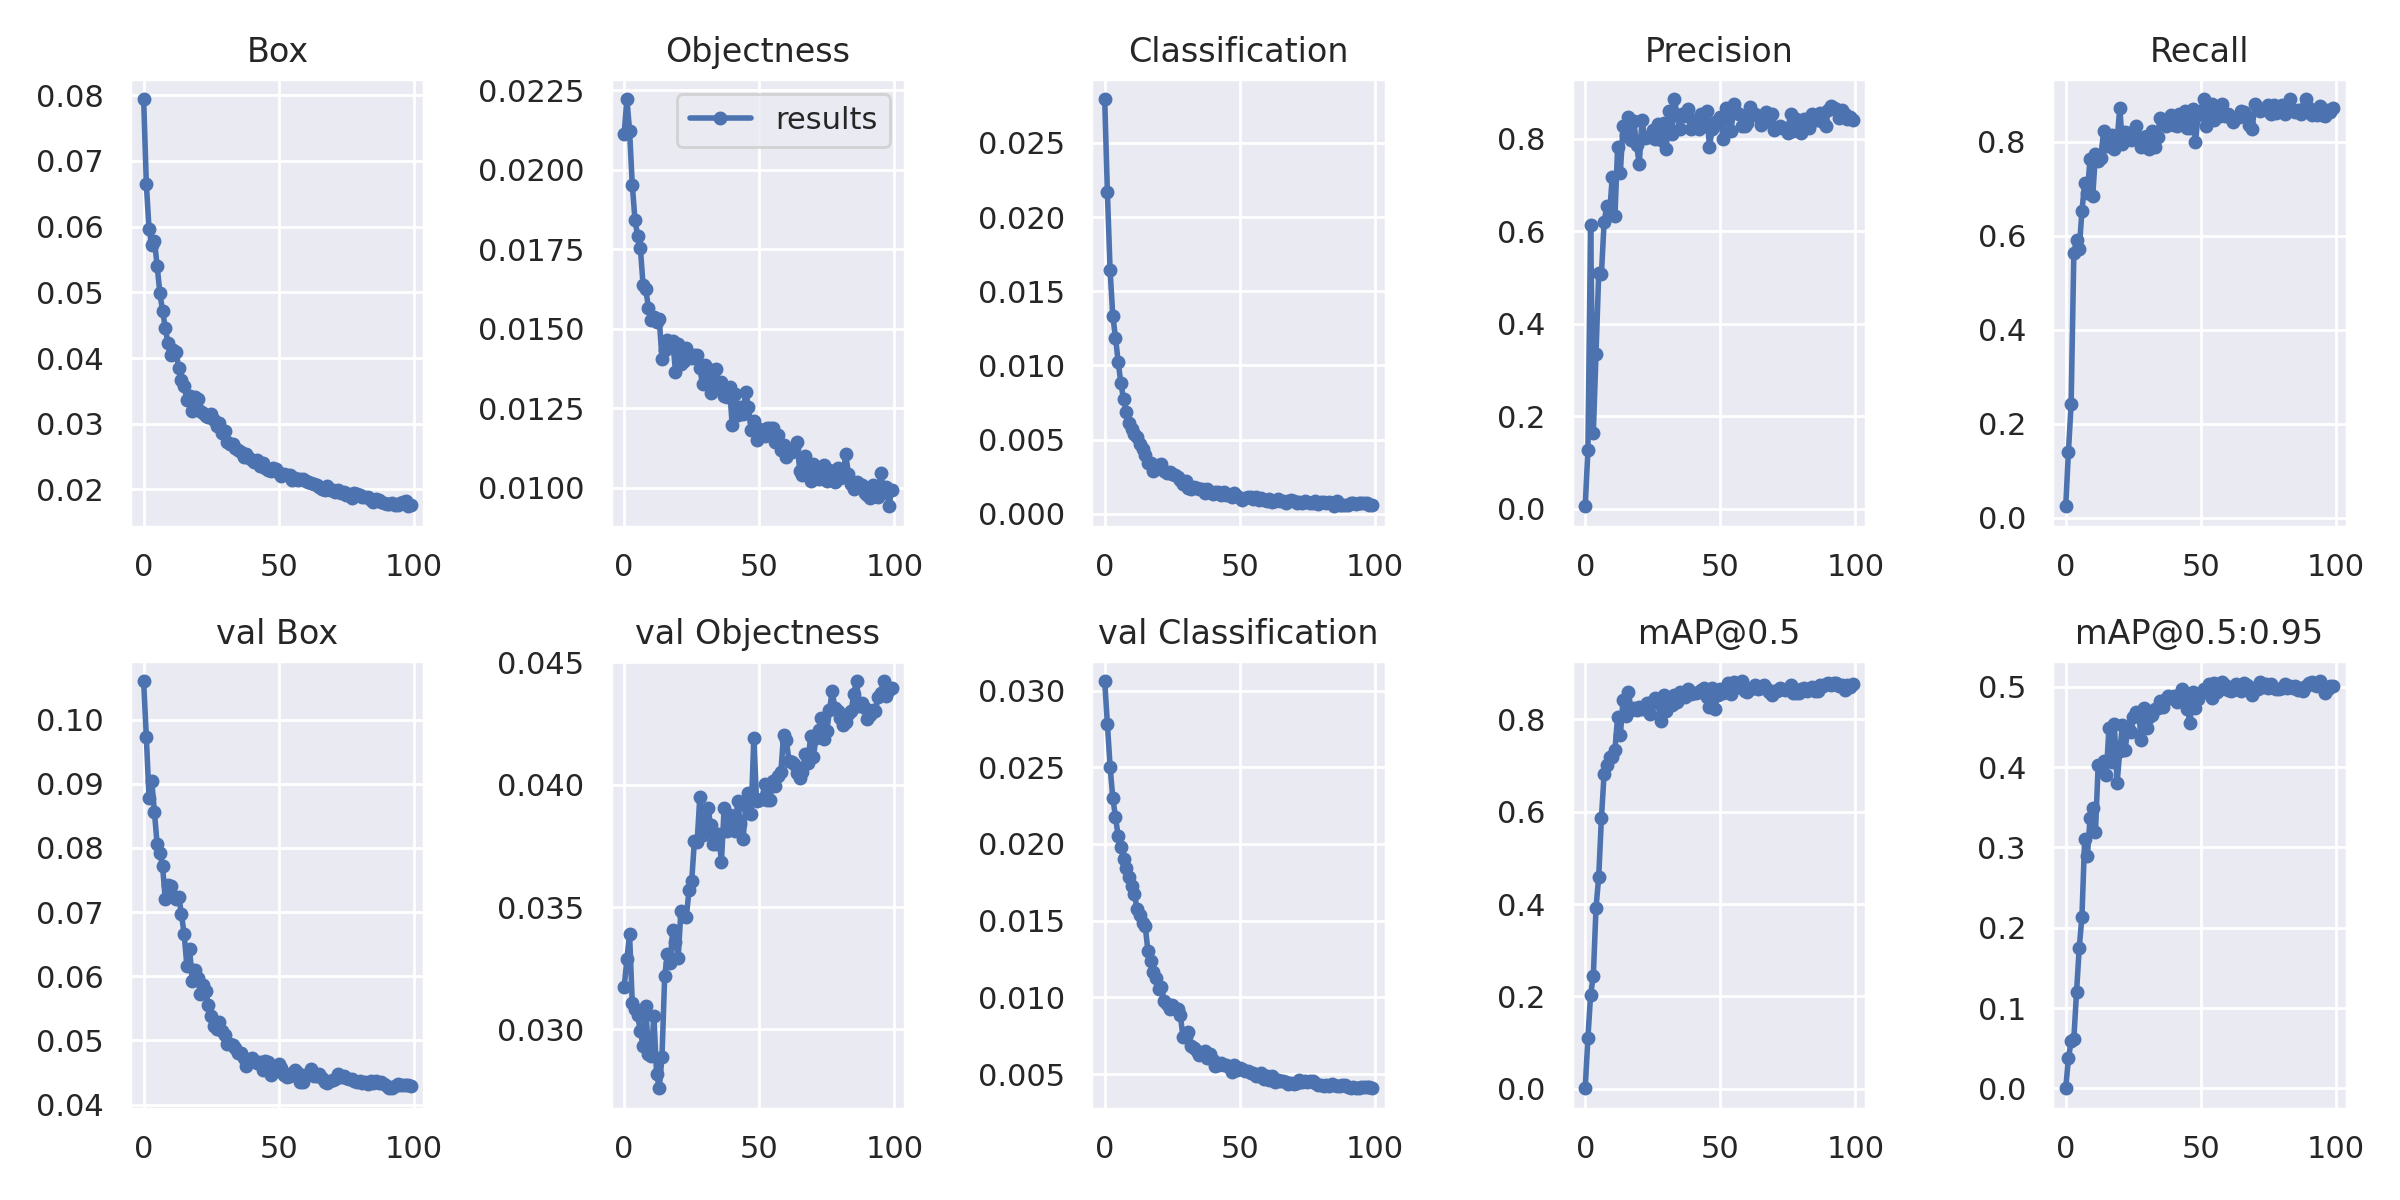 Box
0.08
0.07
0.06
0.05
0.04
0.03
0.02
0 50 100
Objectness
results
0.0225
0.0200
0.0175
0.0150
0.0125
0.0100
0 50 100
Classification
0.025
0.020
0.015
0.010
0.005
0.000
0 50 100
Precision
0.8
0.6
0.4
0.2
0.0
0 50 100
Recall
0.8
0.6
0.4
0.2
0.0
0 50 100
val Box
0.10
0.09
0.08
0.07
0.06
0.05
0.04
0 50 100
val Objectness
0.045
0.040
0.035
0.030
0 50 100
val Classification
0.030
0.025
0.020
0.015
0.010
0.005
0 50 100
mAP@0.5
0.8
0.6
0.4
0.2
0.0
0 50 100
mAP@0.5:0.95
0.5
0.4
0.3
0.2
0.1
0.0
0 50 100